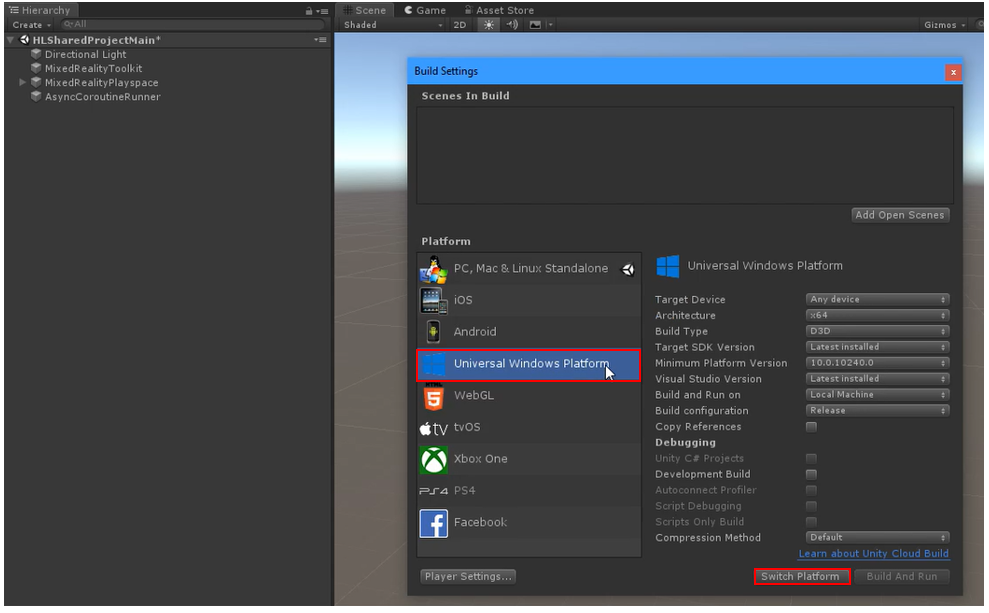 Hierarchy
Create
All
HLSharedProjectMain*
Directional Light
MixedRealityToolkit
MixedRealityPlayspace
AsyncCoroutineRunner
Scene
Game
Asset Store
Shaded
2D
Gizmos
Build Settings
x
Scenes In Build
Add Open Scenes
Platform
PC, Mac & Linux Standalone
iOS
Android
Universal Windows Platform
WebGL
tv tvOS
Xbox One
PS4 PS4
Facebook
Player Settings...
Universal Windows Platform
Target Device Any device
Architecture x64
Build Type D3D
Target SDK Version Latest installed
Minimum Platform Version 10.0.10240.0
Visual Studio Version Latest installed
Build and Run on Local Machine
Build configuration Release
Copy References
Debugging
Unity C# Projects
Development Build
Autoconnect Profiler
Script Debugging
Scripts Only Build
Compression Method Default
Learn about Unity Cloud Build
Switch Platform
Build And Run